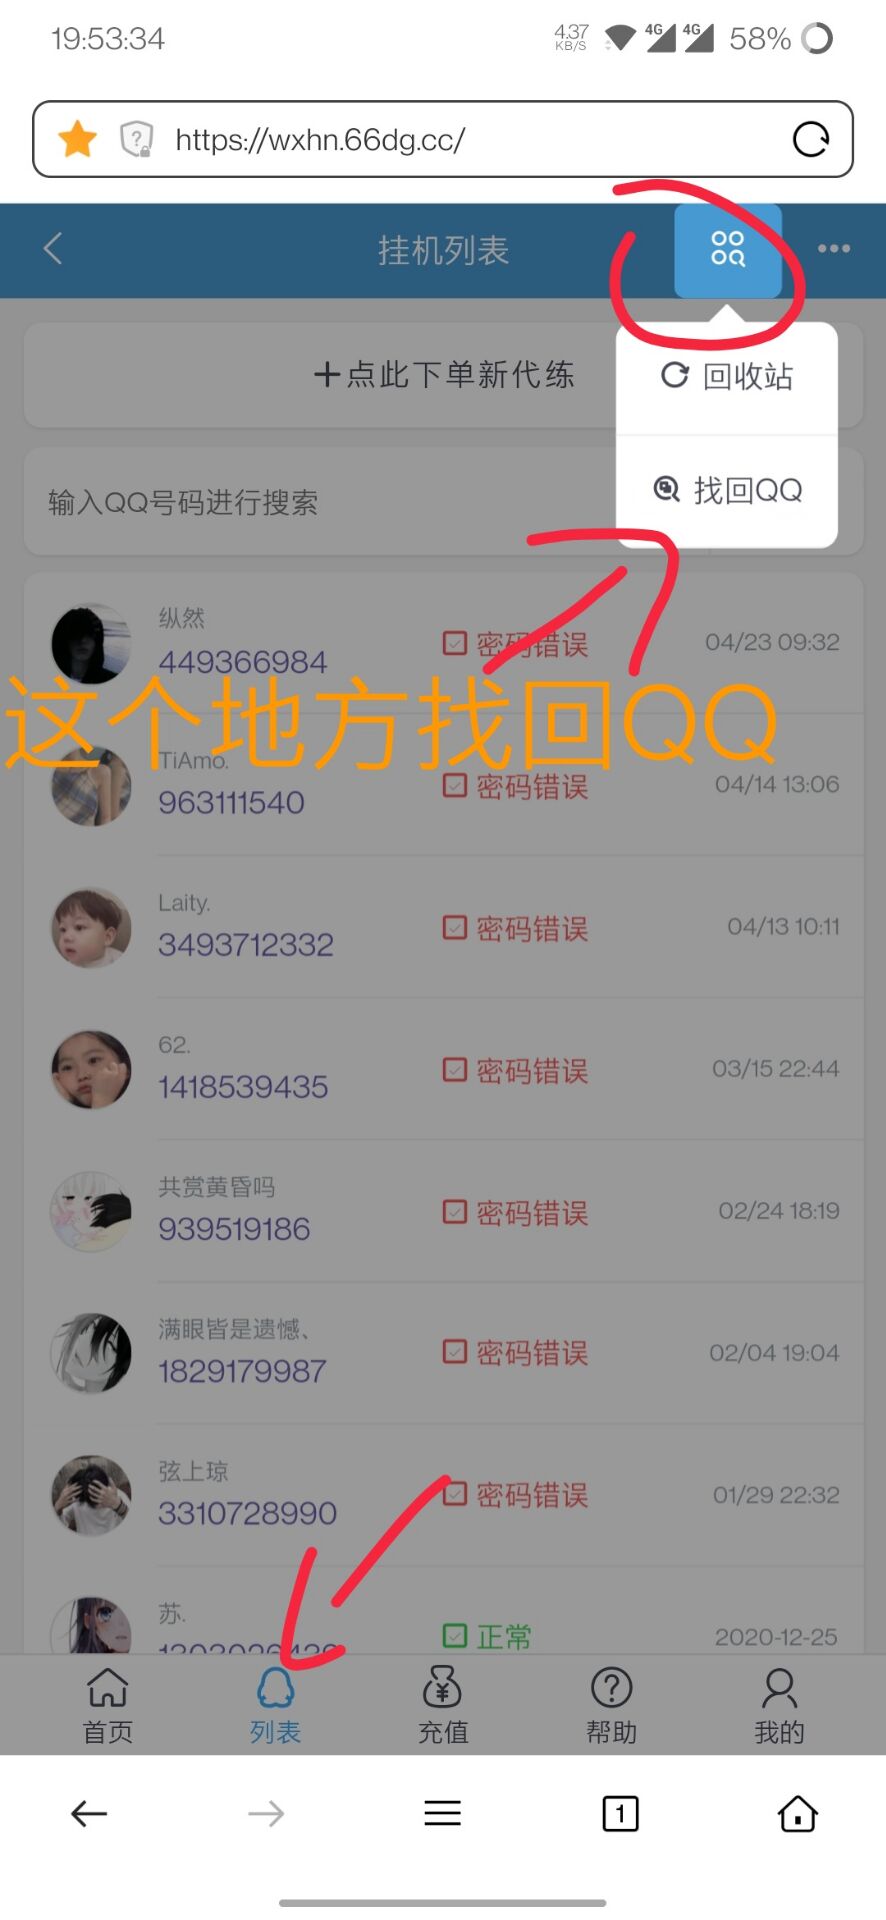 19:53:34
4.37 KB/S 4G 4G 58%
https://wxhn.66dg.cc/
挂机列表
点此下单新代练
回收站
输入QQ号码进行搜索
找回QQ
纵然
449366984 密码错误 04/23 09:32
这个地方找回QQ
TiAmo.
963111540 密码错误 04/14 13:06
Laity.
3493712332 密码错误 04/13 10:11
62.
1418539435 密码错误 03/15 22:44
共赏黄昏吗
939519186 密码错误 02/24 18:19
满眼皆是遗憾、
1829179987 密码错误 02/04 19:04
弦上琼
3310728990 密码错误 01/29 22:32
苏.
正常 2020-12-25
首页 列表 充值 帮助 我的
1